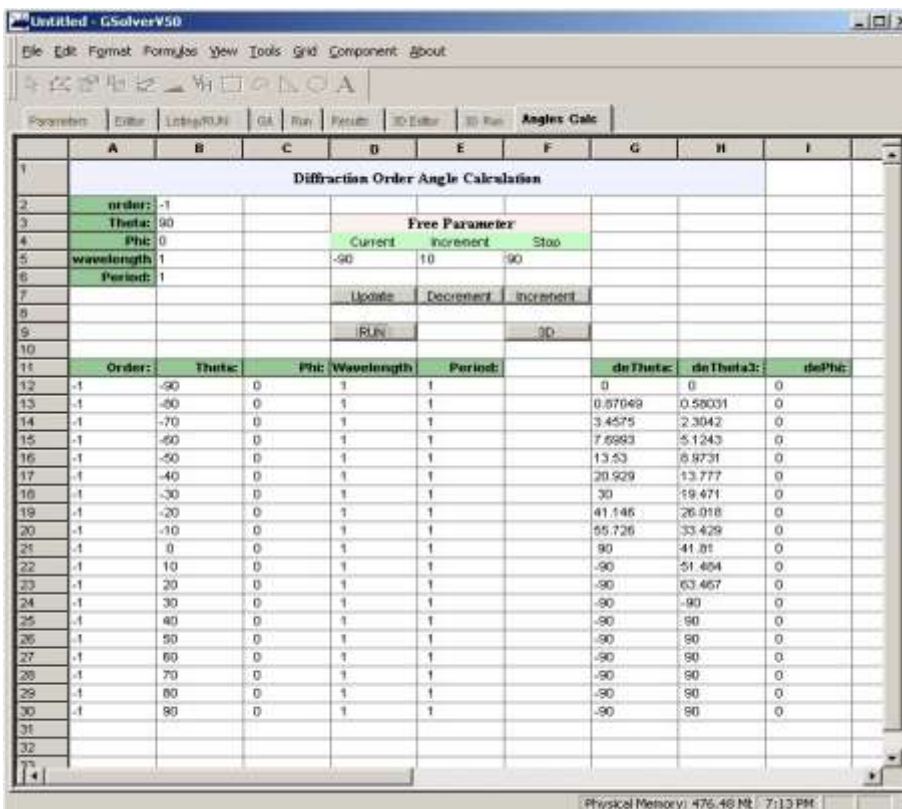 Untitled - GSolverV50
File Edit Format Formulas View Tools Grid Component About
A
Parameters Editor Listing/RUN GA Run Results 3D Editor 3D Run Angles Calc
A B C D E F G H I
1 Diffraction Order Angle Calculation
2 order: -1
3 Theta: 90 Free Parameter
4 Phi: 0 Current Increment Stop
5 wavelength 1 -90 10 90
6 Period: 1
7 Update Decrement Increment
8
9 RUN 3D
10
11 Order: Theta: Phi: Wavelength Period: deTheta: deTheta3: dePhi:
12 -1 -90 0 1 1 0 0 0
13 -1 -80 0 1 1 0.87049 0.58031 0
14 -1 -70 0 1 1 3.4575 2.3042 0
15 -1 -60 0 1 1 7.6993 5.1243 0
16 -1 -50 0 1 1 13.53 8.9731 0
17 -1 -40 0 1 1 20.929 13.777 0
18 -1 -30 0 1 1 30 19.471 0
19 -1 -20 0 1 1 41.146 26.018 0
20 -1 -10 0 1 1 55.726 33.429 0
21 -1 0 0 1 1 90 41.81 0
22 -1 10 0 1 1 -90 51.484 0
23 -1 20 0 1 1 -90 63.467 0
24 -1 30 0 1 1 -90 -90 0
25 -1 40 0 1 1 -90 90 0
26 -1 50 0 1 1 -90 90 0
27 -1 60 0 1 1 -90 90 0
28 -1 70 0 1 1 -90 90 0
29 -1 80 0 1 1 -90 90 0
30 -1 90 0 1 1 -90 90 0
31
32
Physical Memory: 476.48 Mt 7:13 PM